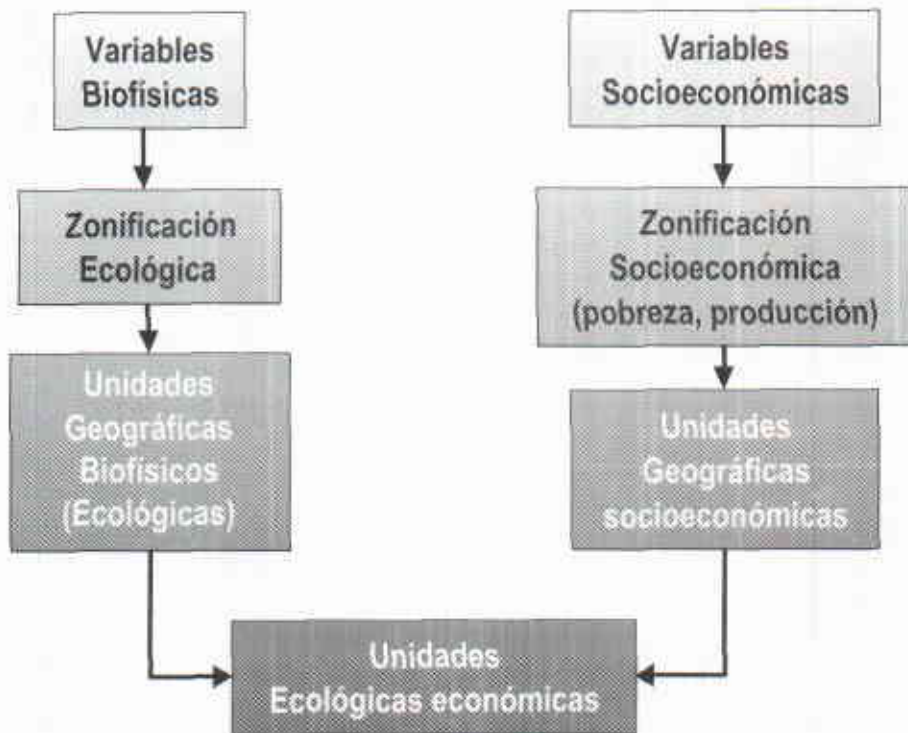 Variables
Biofísicas
Variables
Socioeconómicas
Zonificación
Ecológica
Zonificación
Socioeconómica
(pobreza, producción)
Unidades
Geográficas
Biofísicos
(Ecológicas)
Unidades
Geográficas
socioeconómicas
Unidades
Ecológicas económicas